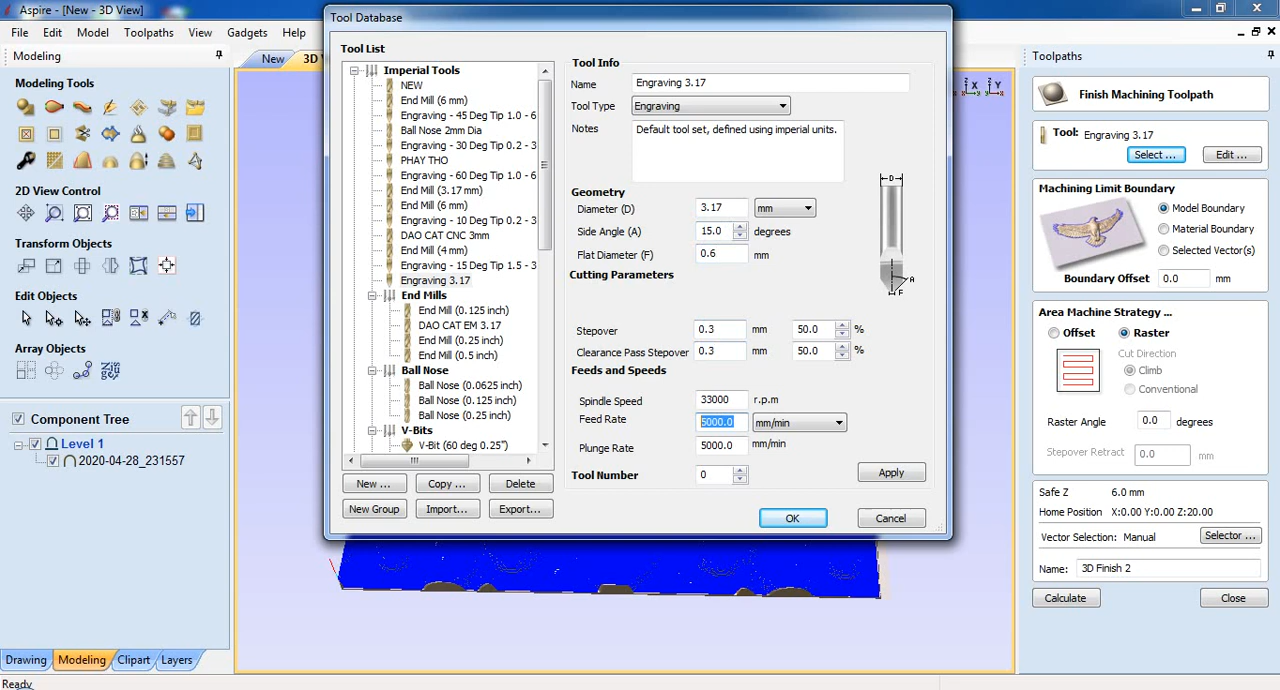 Aspire - [New - 3D View]
File Edit Model Toolpaths View Gadgets Help
Modeling
New
Modeling Tools
2D View Control
Transform Objects
Edit Objects
Array Objects
Component Tree
Level 1
2020-04-28_231557
Drawing Modeling Clipart Layers
Ready
Tool Database
Tool List
Imperial Tools
NEW
End Mill (6 mm)
Engraving - 45 Deg Tip 1.0 - 6
Ball Nose 2mm Dia
Engraving - 30 Deg Tip 0.2 - 3
PHAY THO
Engraving - 60 Deg Tip 1.0 - 6
End Mill (3.17 mm)
End Mill (6 mm)
Engraving - 10 Deg Tip 0.2 - 3
DAO CAT CNC 3mm
End Mill (4 mm)
Engraving - 15 Deg Tip 1.5 - 3
Engraving 3.17
End Mills
End Mill (0.125 inch)
DAO CAT EM 3.17
End Mill (0.25 inch)
End Mill (0.5 inch)
Ball Nose
Ball Nose (0.0625 inch)
Ball Nose (0.125 inch)
Ball Nose (0.25 inch)
V-Bits
V-Bit (60 deg 0.25")
New ... Copy ... Delete
New Group Import... Export...
Tool Info
Name Engraving 3.17
Tool Type Engraving
Notes Default tool set, defined using imperial units.
Geometry
Diameter (D) 3.17 mm
Side Angle (A) 15.0 degrees
Flat Diameter (F) 0.6 mm
D
A
F
Cutting Parameters
Stepover 0.3 mm 50.0 %
Clearance Pass Stepover 0.3 mm 50.0 %
Feeds and Speeds
Spindle Speed 33000 r.p.m
Feed Rate 5000.0 mm/min
Plunge Rate 5000.0 mm/min
Tool Number 0
Apply
OK Cancel
X Y
Toolpaths
Finish Machining Toolpath
Tool: Engraving 3.17
Select ... Edit ...
Machining Limit Boundary
Model Boundary
Material Boundary
Selected Vector(s)
Boundary Offset 0.0 mm
Area Machine Strategy ...
Offset Raster
Cut Direction
Climb
Conventional
Raster Angle 0.0 degrees
Stepover Retract 0.0 mm
Safe Z 6.0 mm
Home Position X:0.00 Y:0.00 Z:20.00
Vector Selection: Manual Selector ...
Name: 3D Finish 2
Calculate Close